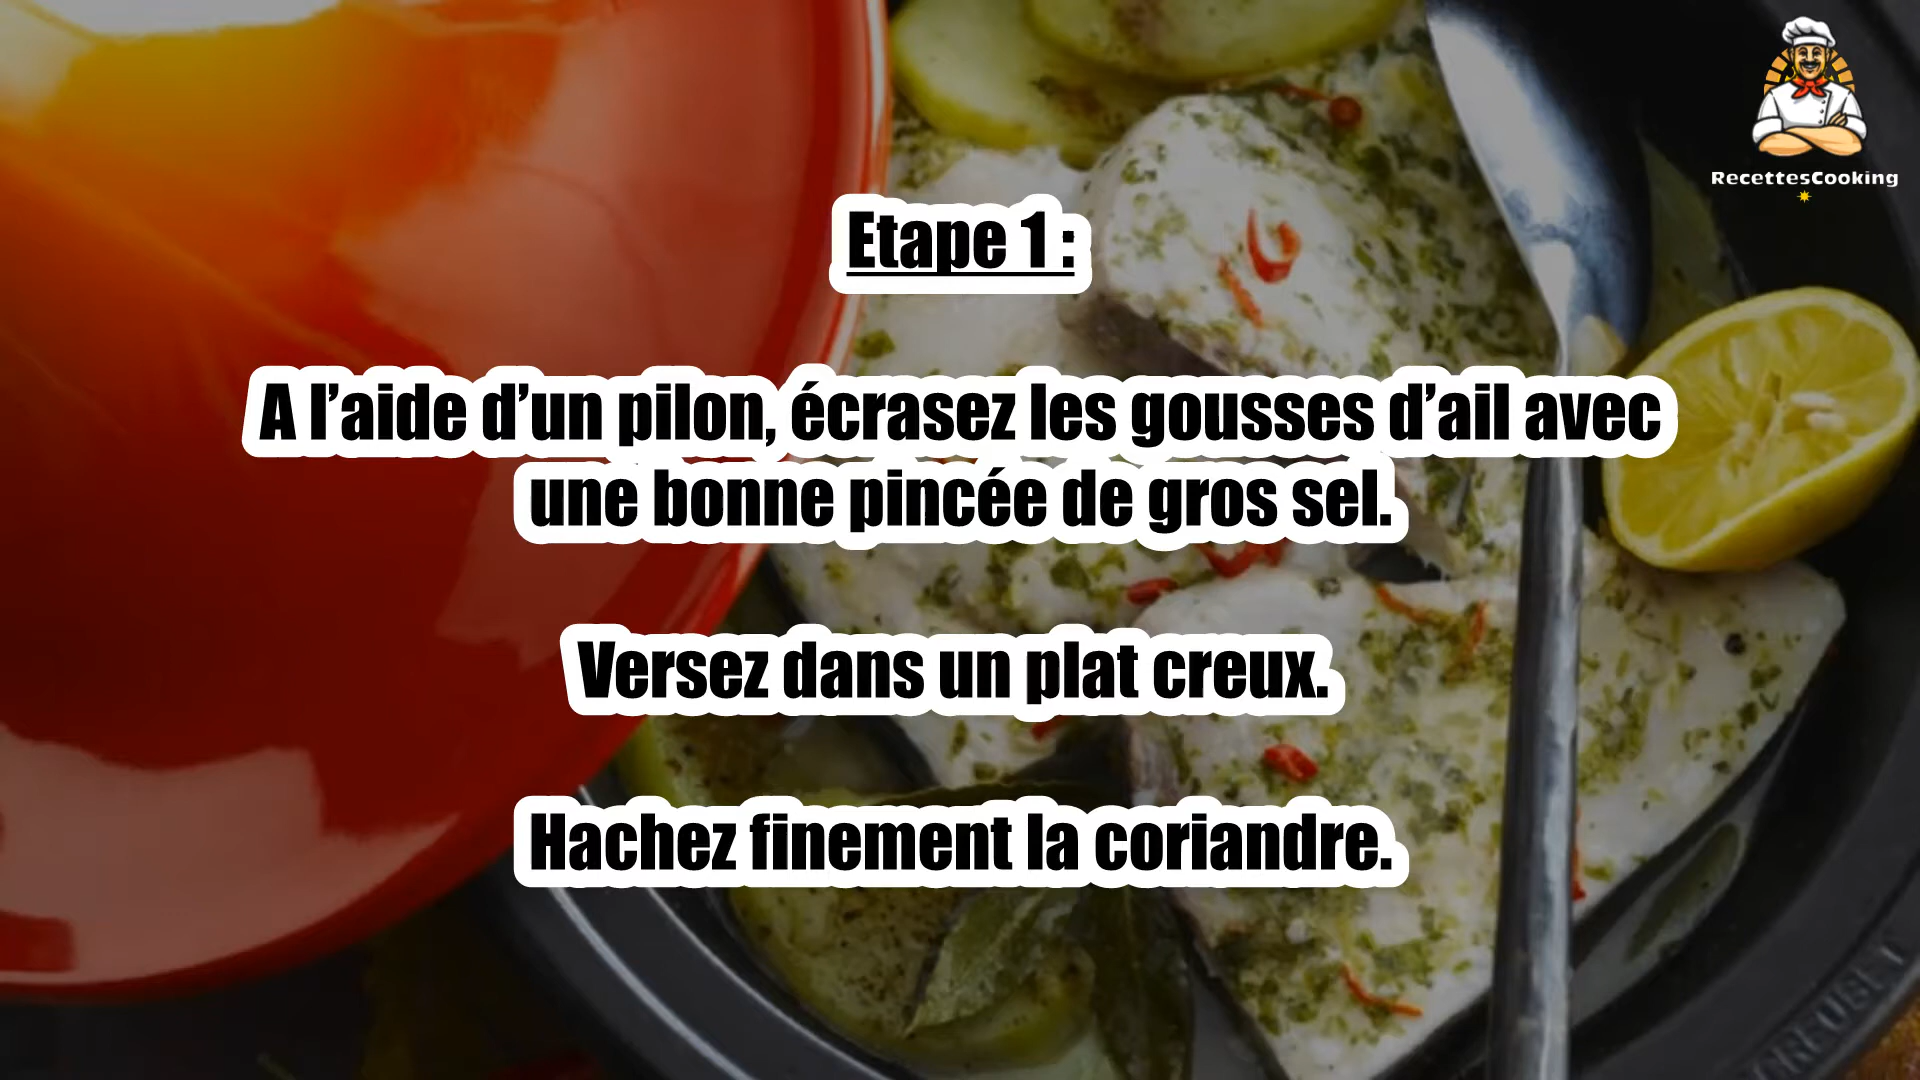 RecettesCooking
Etape 1 :
A l’aide d’un pilon, écrasez les gousses d’ail avec
une bonne pincée de gros sel.
Versez dans un plat creux.
Hachez finement la coriandre.
CREUSET